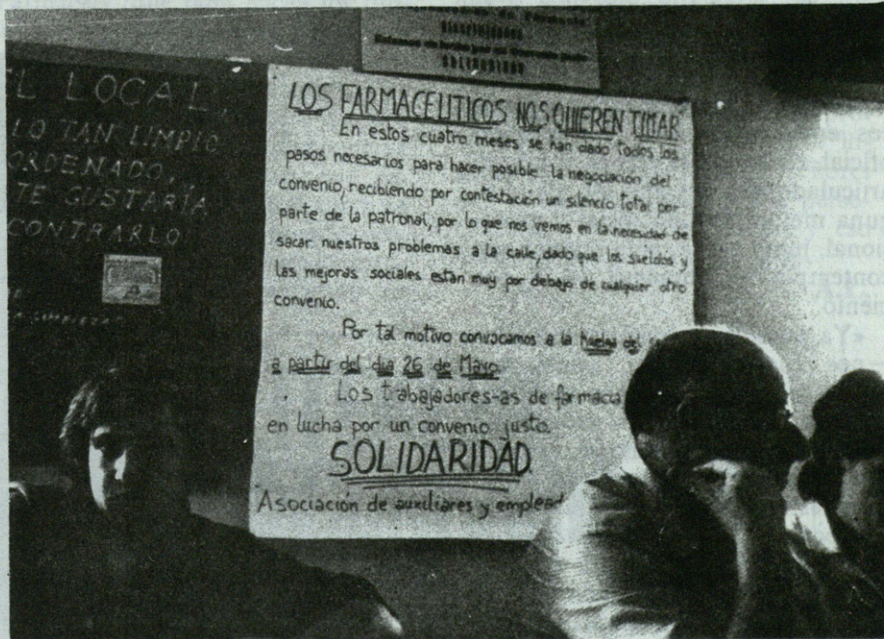 EL LOCAL,
LO TAN LIMPIO
ORDENADO,
TE GUSTARÍA
CONTRARLO
SOLIDARIDAD
LOS FARMACEUTICOS NOS QUIEREN TIMAR
En estos cuatro meses se han dado todos los
pasos necesarios para hacer posible la negociación del
convenio, recibiendo por contestación un silencio total por
parte de la patronal, por lo que nos vemos en la necesidad de
sacar nuestros problemas a la calle, dado que los sueldos y
las mejoras sociales están muy por debajo de cualquier otro
convenio.
Por tal motivo convocamos a la huelga del
a partir del dia 26 de Mayo.
Los trabajadores-as de farmacia
en lucha por un convenio justo.
SOLIDARIDAD
Asociación de auxiliares y emplead